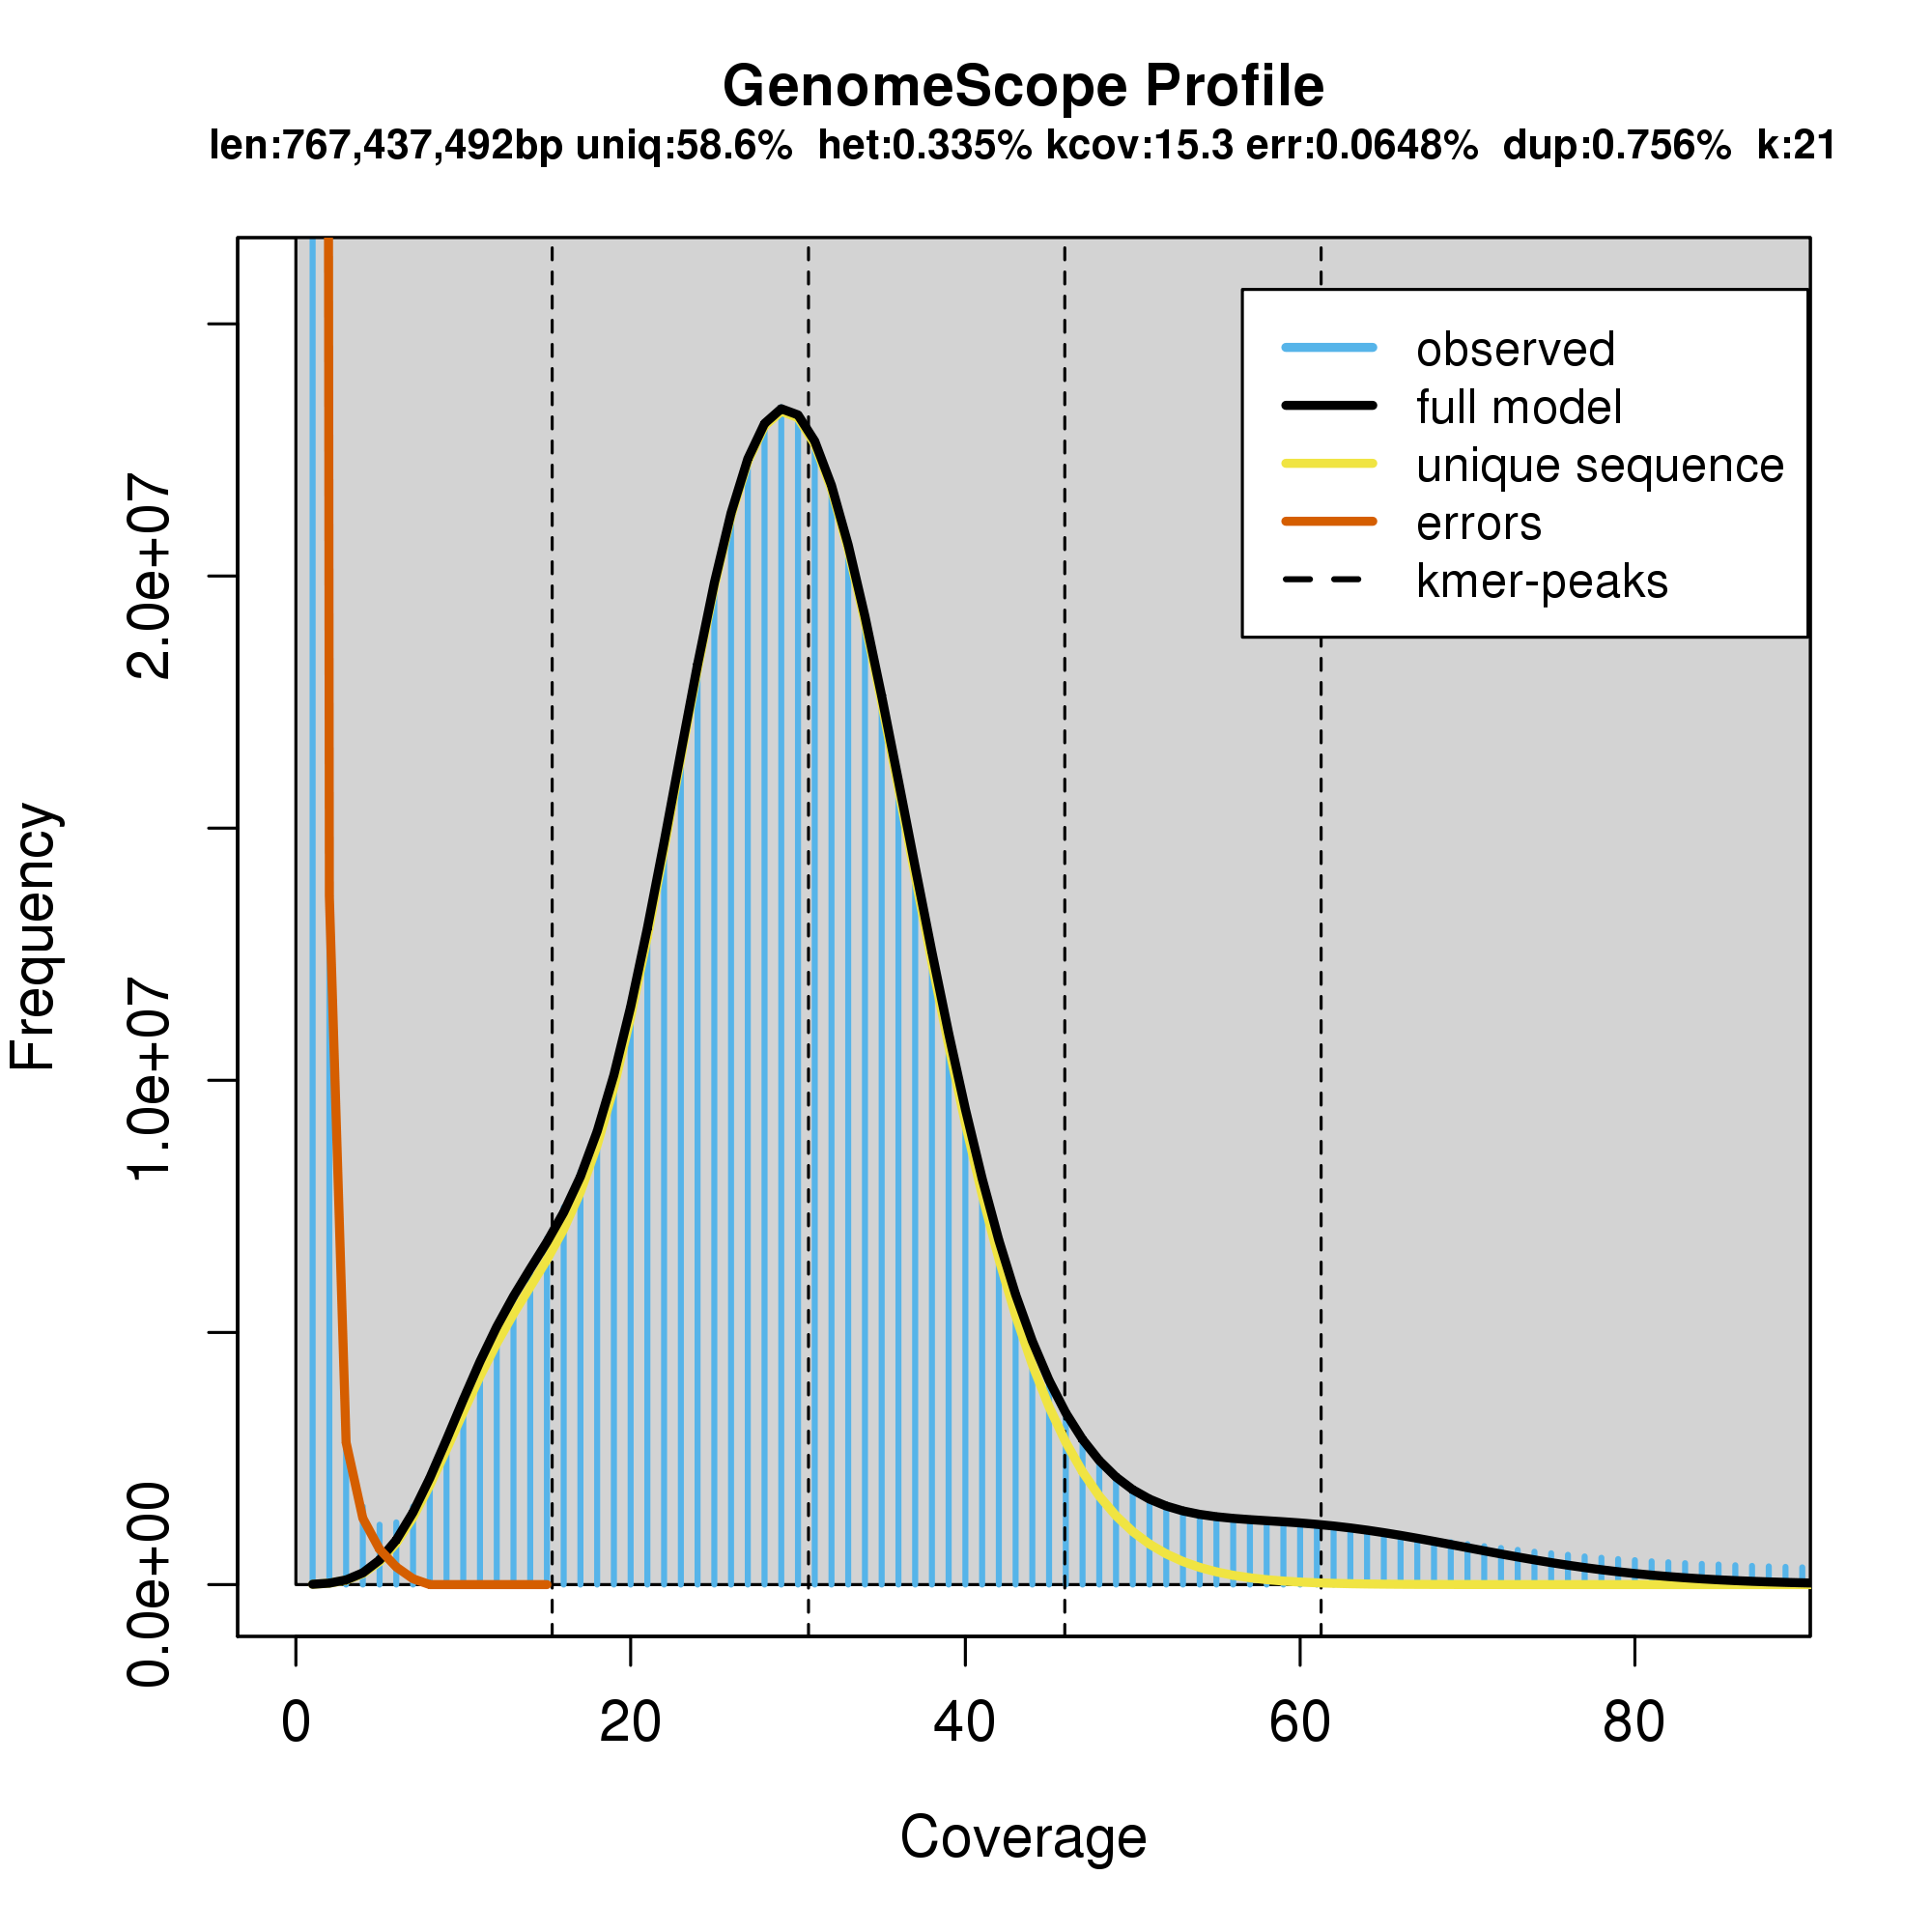 GenomeScope Profile
len:767,437,492bp uniq:58.6% het:0.335% kcov:15.3 err:0.0648% dup:0.756% k:21
observed
full model
unique sequence
errors
kmer-peaks
Frequency
2.0e+07
1.0e+07
0.0e+00
0 20 40 60 80
Coverage